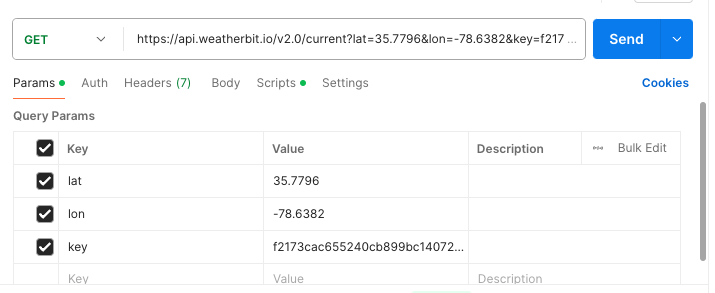 GET https://api.weatherbit.io/v2.0/current?lat=35.7796&lon=-78.6382&key=f217 ... Send
Params Auth Headers (7) Body Scripts Settings Cookies
Query Params
Key Value Description Bulk Edit
lat 35.7796
lon -78.6382
key f2173cac655240cb899bc14072...
Key Value Description